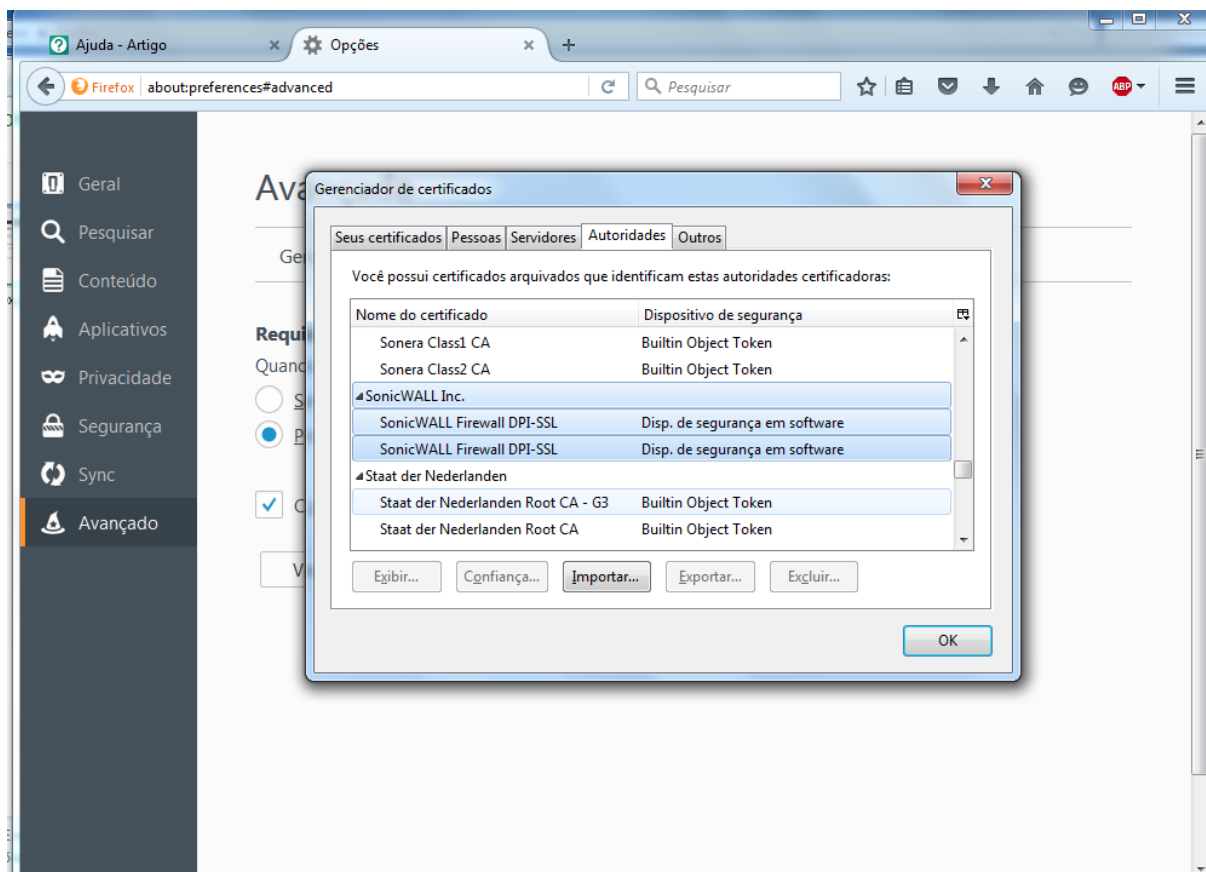 Ajuda - Artigo
Opções
Firefox about:preferences#advanced
Pesquisar
ABP
Geral
Pesquisar
Conteúdo
Aplicativos
Privacidade
Segurança
Sync
Avançado
Ava
Ge
Requi
Quand
S
P
C
V
Gerenciador de certificados
Seus certificados Pessoas Servidores Autoridades Outros
Você possui certificados arquivados que identificam estas autoridades certificadoras:
Nome do certificado Dispositivo de segurança
Sonera Class1 CA Builtin Object Token
Sonera Class2 CA Builtin Object Token
SonicWALL Inc.
SonicWALL Firewall DPI-SSL Disp. de segurança em software
SonicWALL Firewall DPI-SSL Disp. de segurança em software
Staat der Nederlanden
Staat der Nederlanden Root CA - G3 Builtin Object Token
Staat der Nederlanden Root CA Builtin Object Token
Exibir... Confiança... Importar... Exportar... Excluir...
OK